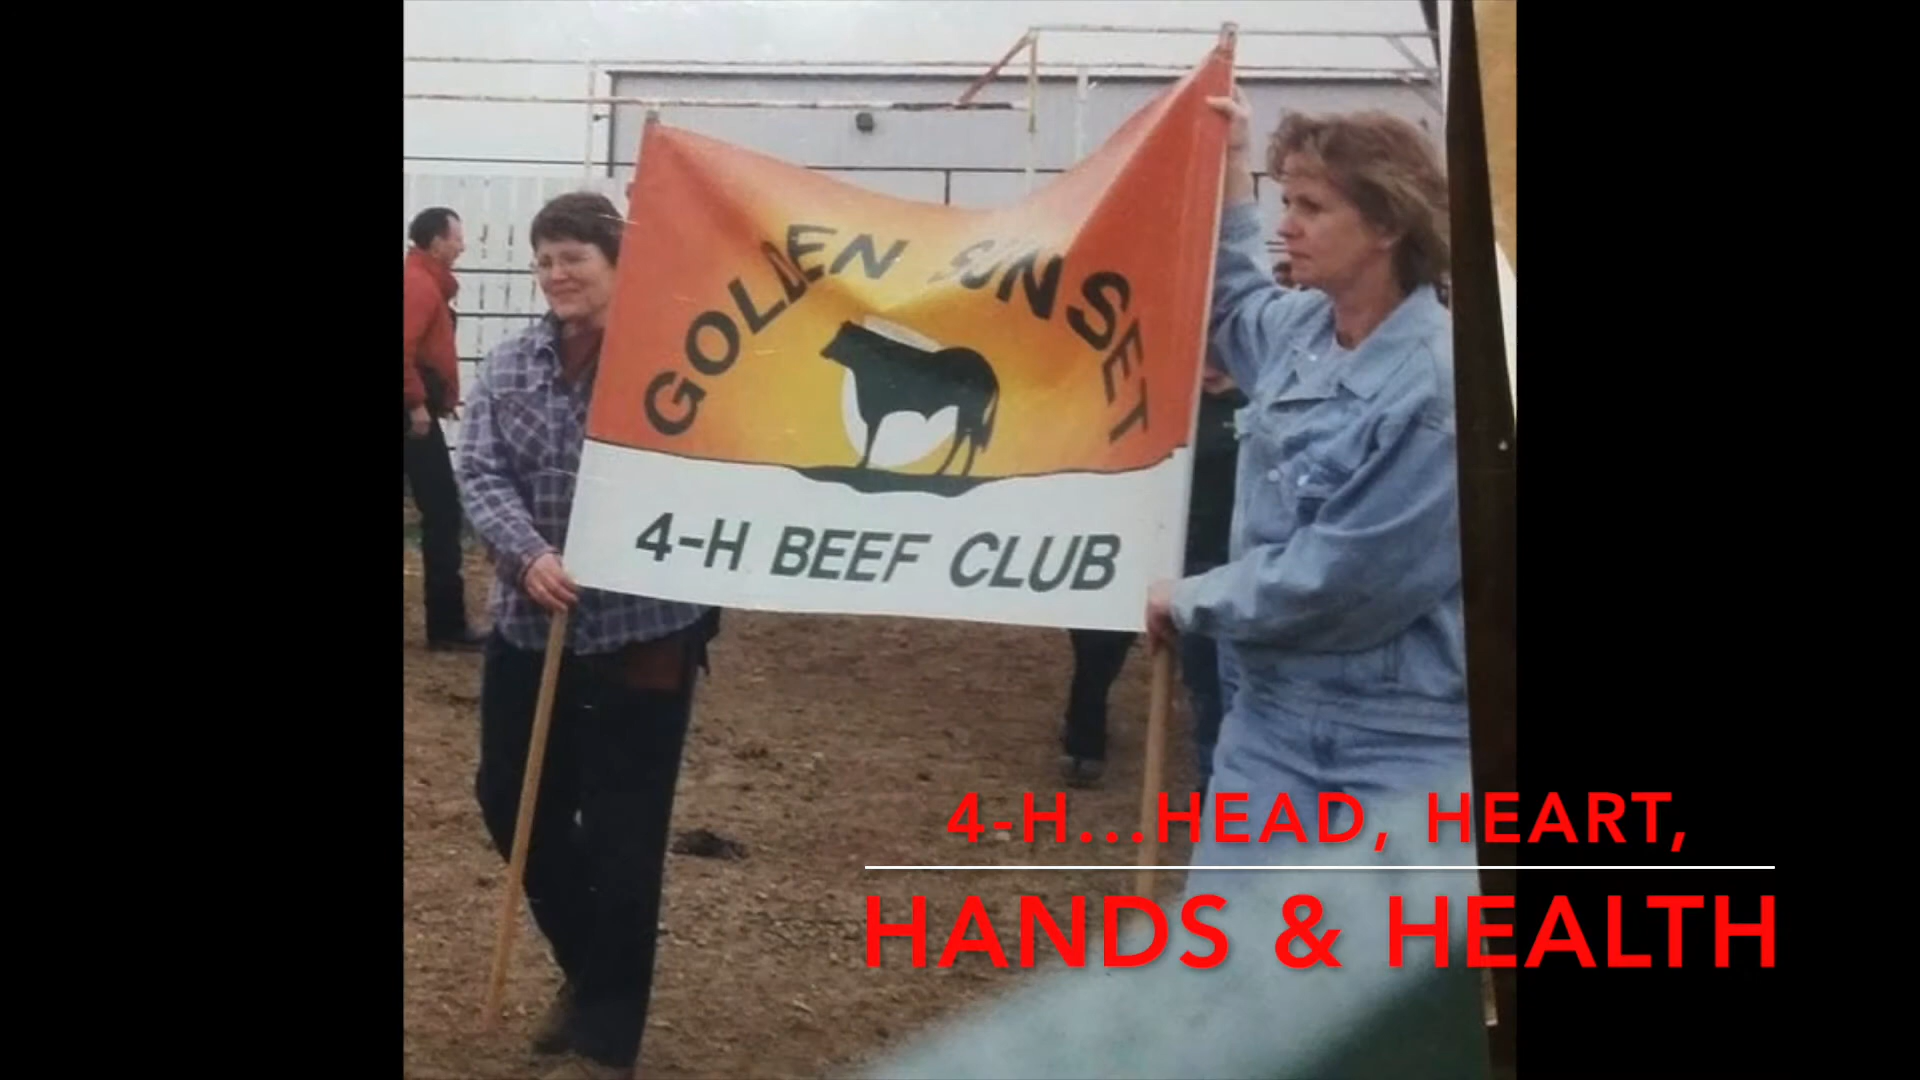 GOLDEN SUNSET
4-H BEEF CLUB
4-H...HEAD, HEART,
HANDS & HEALTH